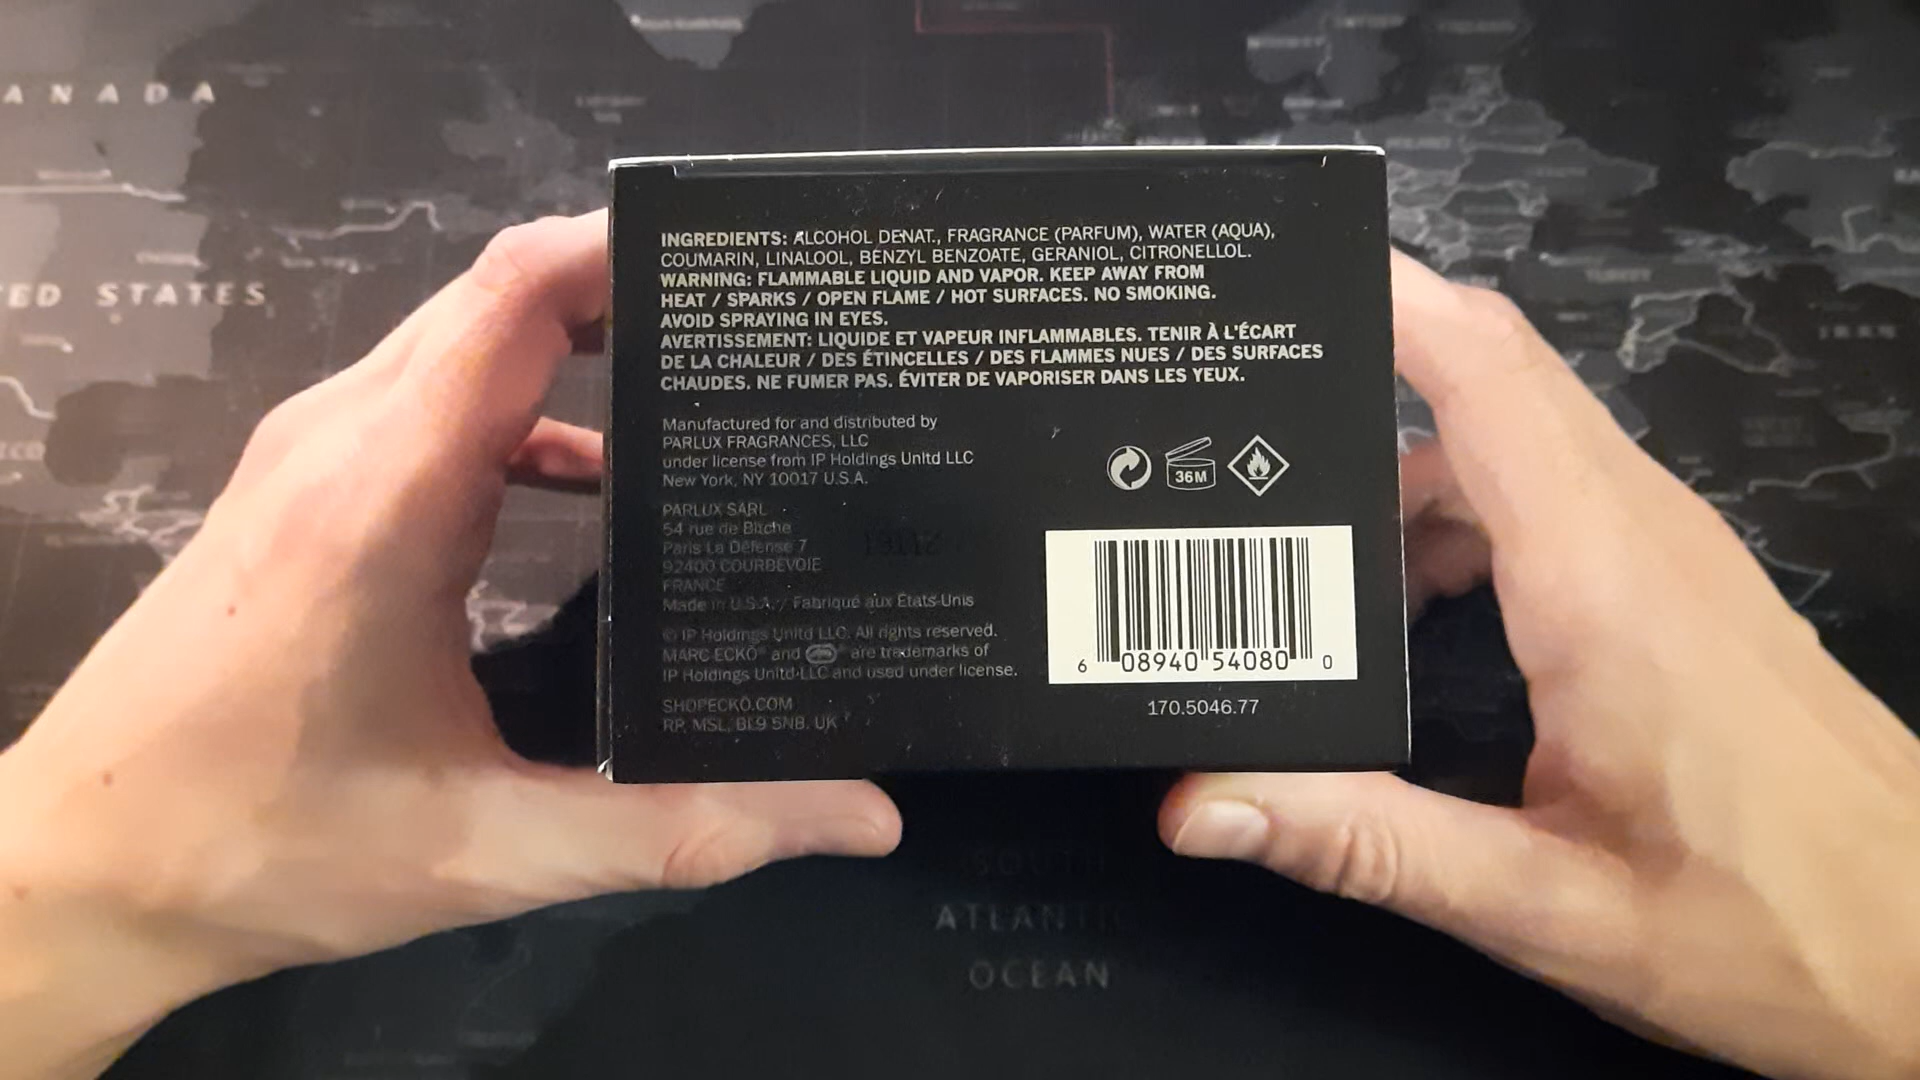 ANADA
ED STATES
INGREDIENTS: ALCOHOL DENAT., FRAGRANCE (PARFUM), WATER (AQUA),
COUMARIN, LINALOOL, BENZYL BENZOATE, GERANIOL, CITRONELLOL.
WARNING: FLAMMABLE LIQUID AND VAPOR. KEEP AWAY FROM
HEAT / SPARKS / OPEN FLAME / HOT SURFACES. NO SMOKING.
AVOID SPRAYING IN EYES.
AVERTISSEMENT: LIQUIDE ET VAPEUR INFLAMMABLES. TENIR À L'ÉCART
DE LA CHALEUR / DES ÉTINCELLES / DES FLAMMES NUES / DES SURFACES
CHAUDES. NE FUMER PAS. ÉVITER DE VAPORISER DANS LES YEUX.
Manufactured for and distributed by
PARLUX FRAGRANCES, LLC
under license from IP Holdings Unltd LLC
New York, NY 10017 U.S.A.
36M
PARLUX SARL
54 rue de Bitche
Paris La Défense 7
92400 COURBEVOIE
FRANCE
Made in U.S.A. / Fabriqué aux États-Unis
© IP Holdings Unltd LLC. All rights reserved.
MARC ECKŌ® and ® are trademarks of
IP Holdings Unltd LLC and used under license.
SHOPECKO.COM
RP, MSL, BL9 5NB. UK
6 08940 54080 0
170.5046.77
ATLANT
OCEAN